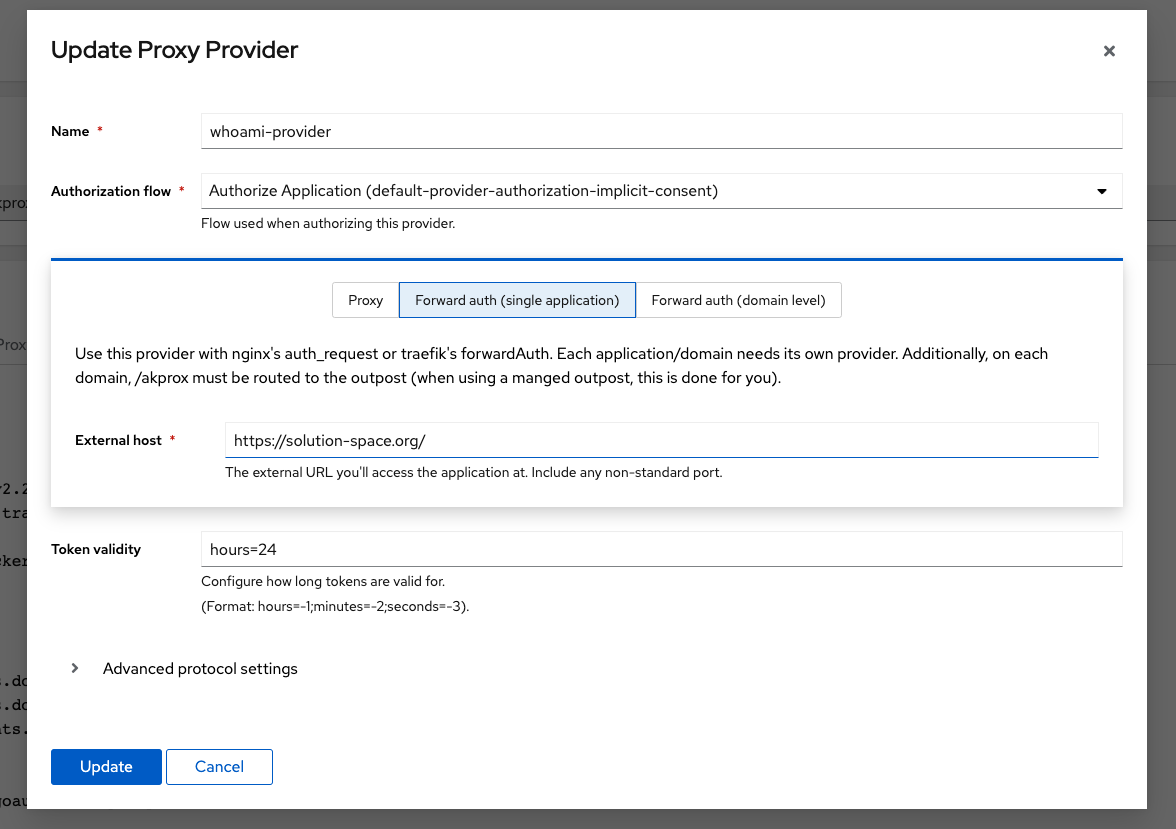 Update Proxy Provider
Name *
whoami-provider
Authorization flow *
Authorize Application (default-provider-authorization-implicit-consent)
Flow used when authorizing this provider.
Proxy
Forward auth (single application)
Forward auth (domain level)
Use this provider with nginx's auth_request or traefik's forwardAuth. Each application/domain needs its own provider. Additionally, on each
domain, /akprox must be routed to the outpost (when using a manged outpost, this is done for you).
External host *
https://solution-space.org/
The external URL you'll access the application at. Include any non-standard port.
Token validity
hours=24
Configure how long tokens are valid for.
(Format: hours=-1;minutes=-2;seconds=-3).
Advanced protocol settings
Update
Cancel